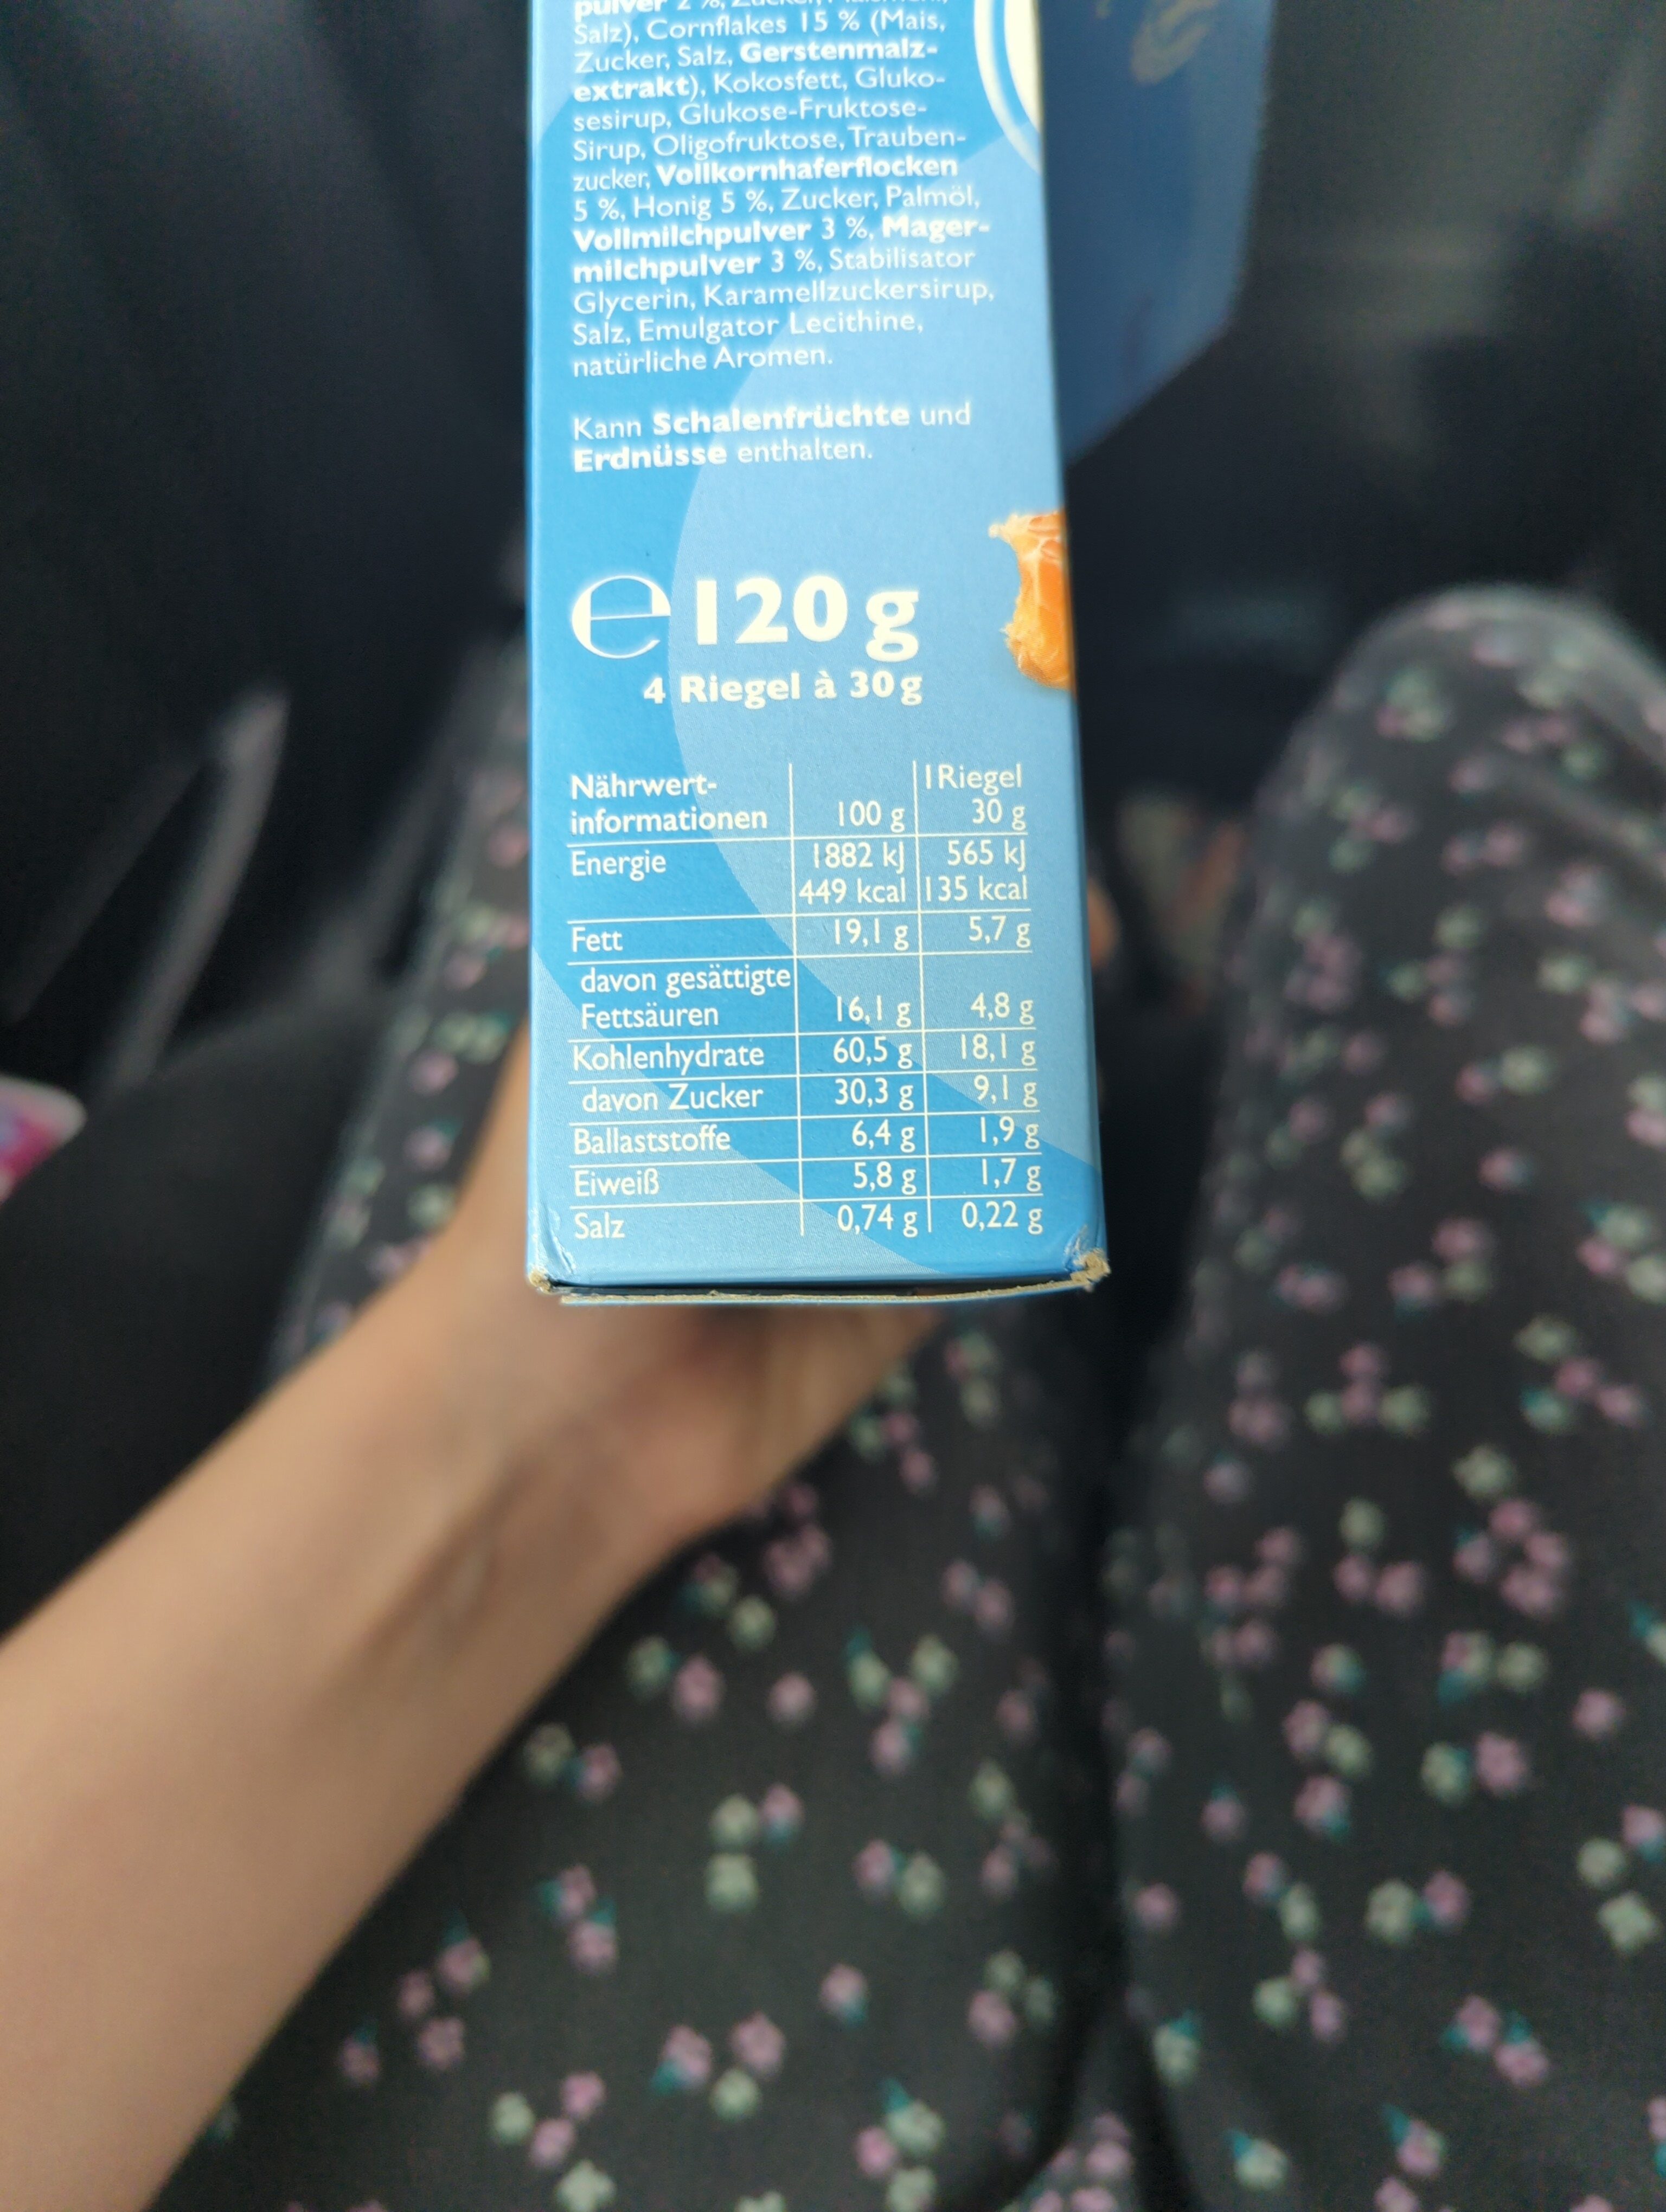 pulver 2 %, Zucker,
Salz), Cornflakes 15 % (Mais,
Zucker, Salz, Gerstenmalz-
extrakt), Kokosfett, Gluko-
sesirup, Glukose-Fruktose-
Sirup, Oligofruktose, Trauben-
zucker, Vollkornhaferflocken
5 %, Honig 5 %, Zucker, Palmöl,
Vollmilchpulver 3 %, Mager-
milchpulver 3 %, Stabilisator
Glycerin, Karamellzuckersirup,
Salz, Emulgator Lecithine,
natürliche Aromen.
Kann Schalenfrüchte und
Erdnüsse enthalten.
e 120 g
4 Riegel à 30 g
Nährwert-
informationen 100 g 1 Riegel 30 g
Energie 1882 kJ 565 kJ
449 kcal 135 kcal
Fett 19,1 g 5,7 g
davon gesättigte
Fettsäuren 16,1 g 4,8 g
Kohlenhydrate 60,5 g 18,1 g
davon Zucker 30,3 g 9,1 g
Ballaststoffe 6,4 g 1,9 g
Eiweiß 5,8 g 1,7 g
Salz 0,74 g 0,22 g